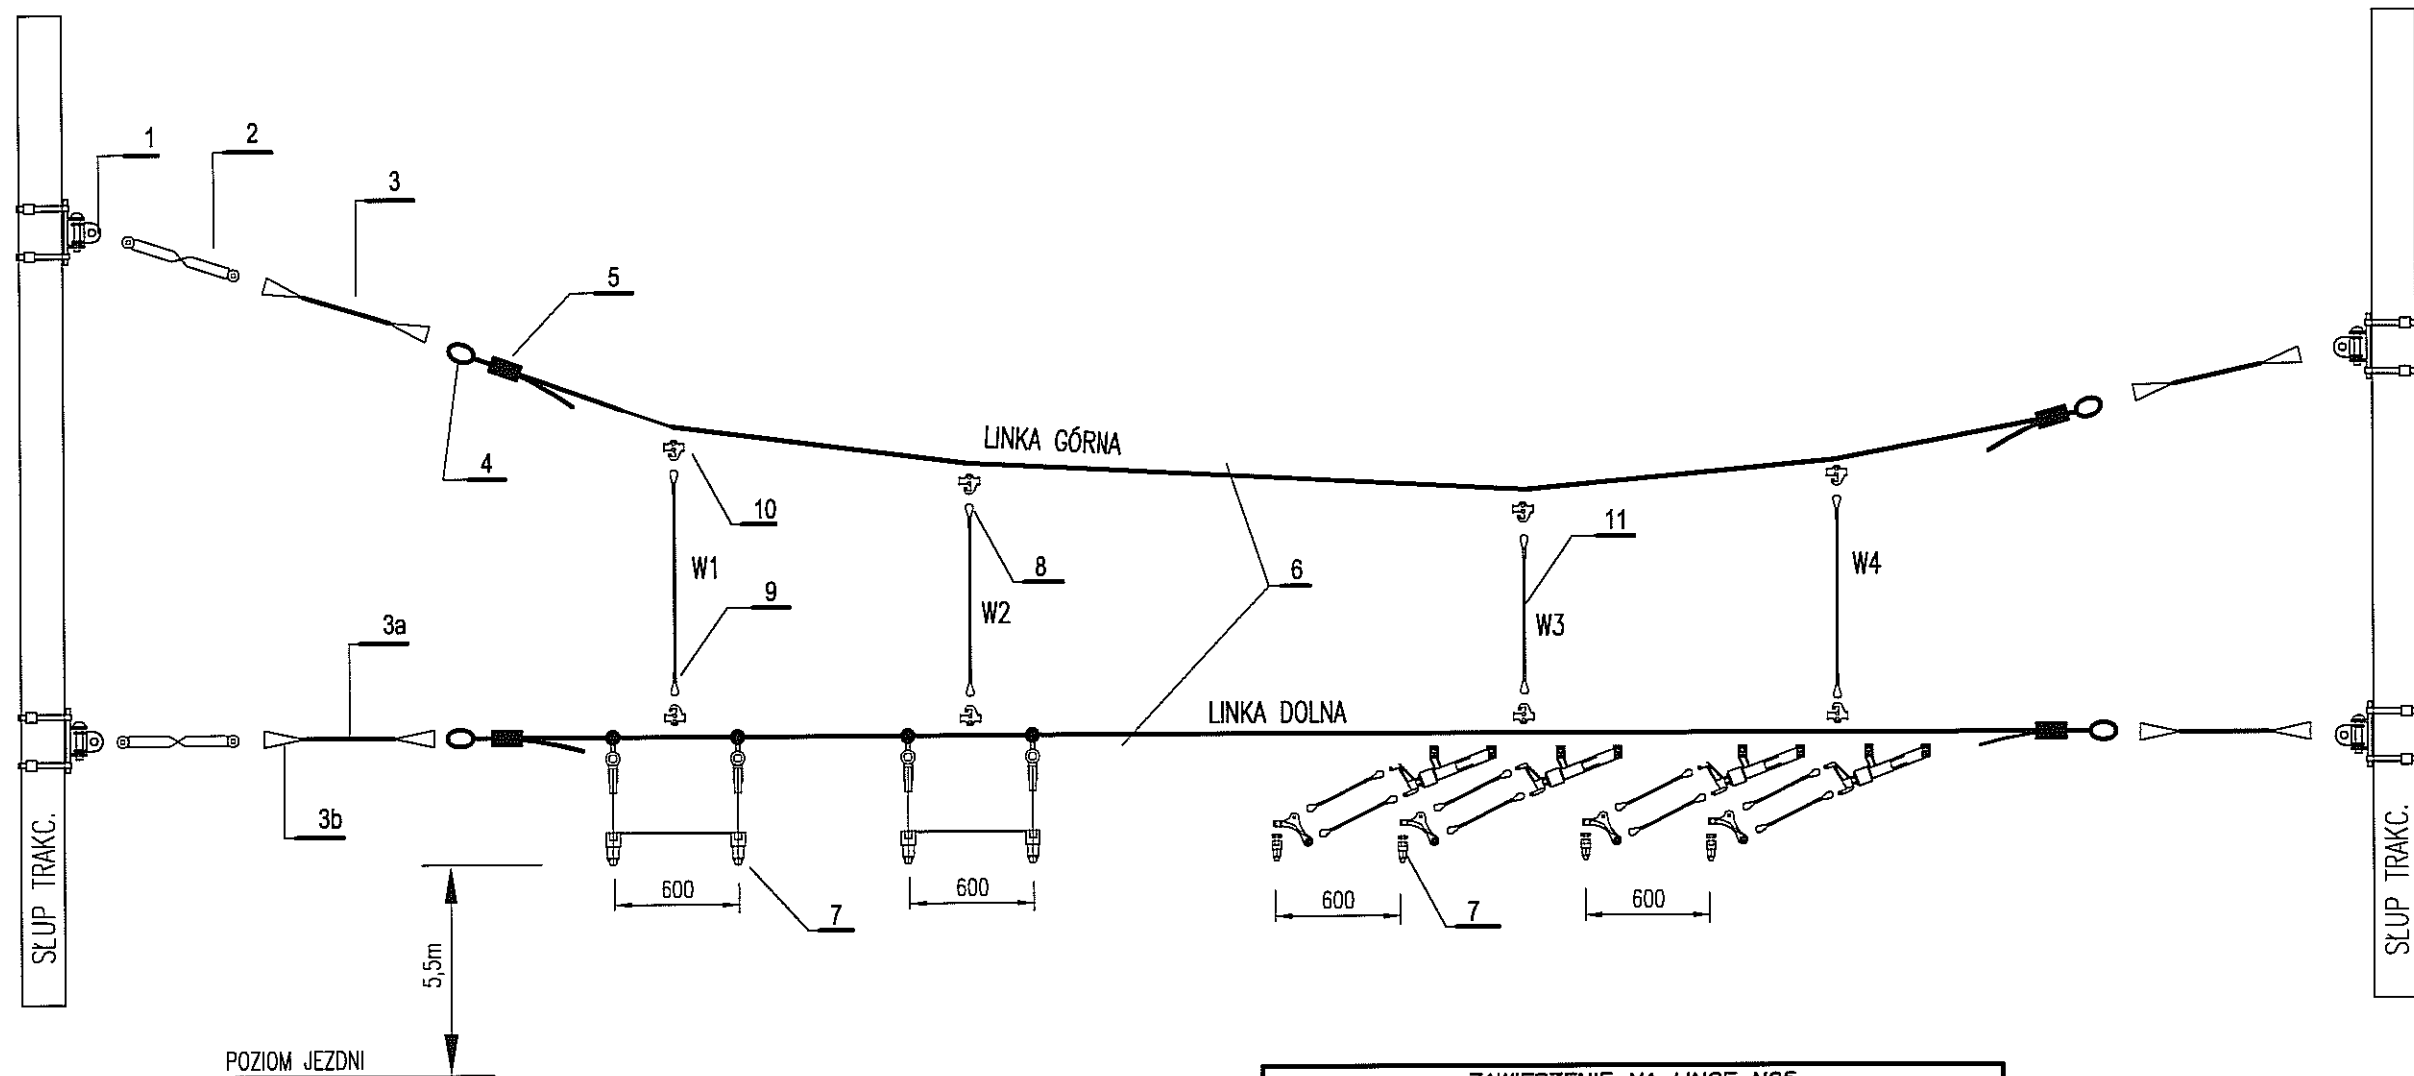 1
2
3
5
LINKA GÓRNA
4
10
11
W1
8
6
W4
9
W2
W3
3a
LINKA DOLNA
3b
SŁUP TRAKC.
SŁUP TRAKC.
600
600
600
600
7
7
5,5m
POZIOM JEZDNI